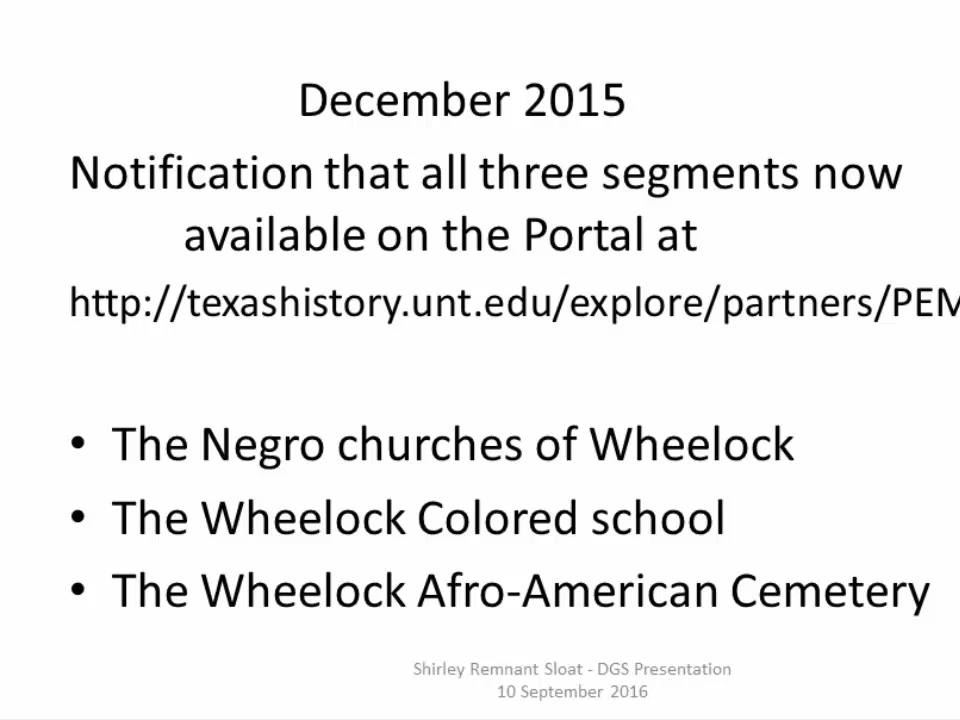 December 2015
Notification that all three segments now
available on the Portal at
http://texashistory.unt.edu/explore/partners/PEM
• The Negro churches of Wheelock
• The Wheelock Colored school
• The Wheelock Afro-American Cemetery
Shirley Remnant Sloat - DGS Presentation
10 September 2016